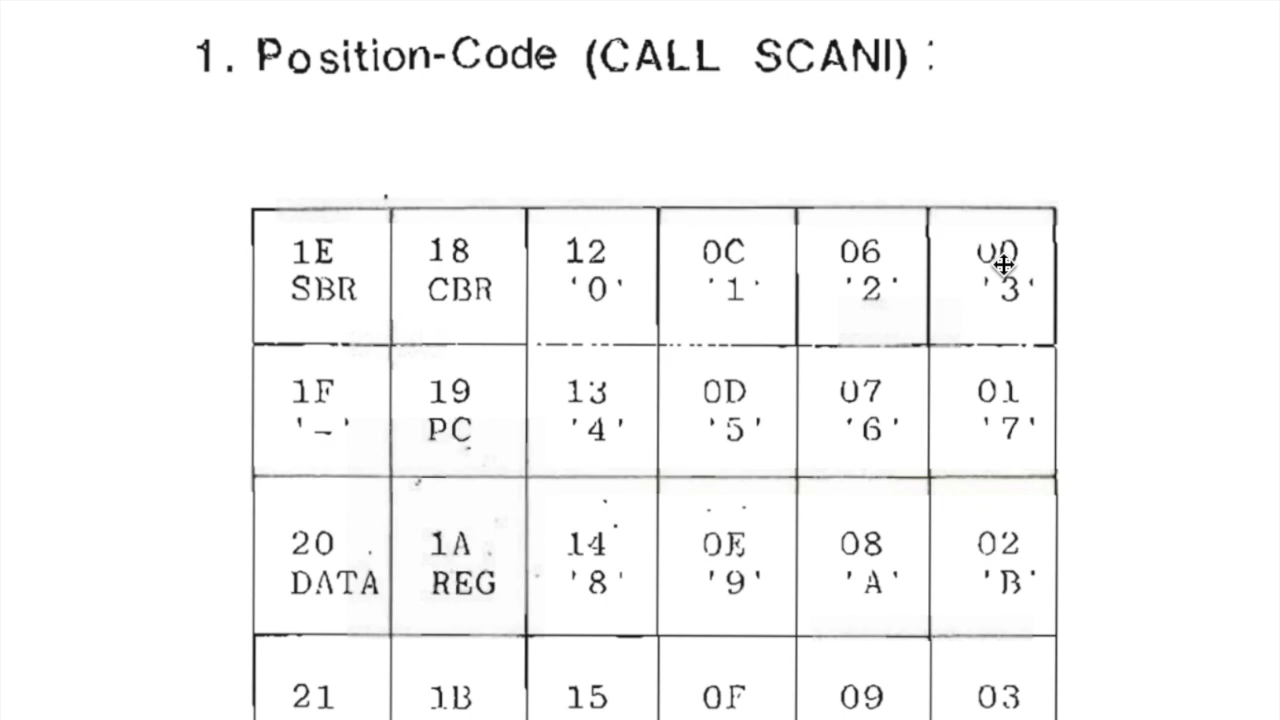 1. Position-Code (CALL SCANI) :
1E 18 12 0C 06 00
SBR CBR '0' '1' '2' '3'
1F 19 13 0D 07 01
'-' PC '4' '5' '6' '7'
20 1A 14 0E 08 02
DATA REG '8' '9' 'A' 'B'
21 1B 15 0F 09 03